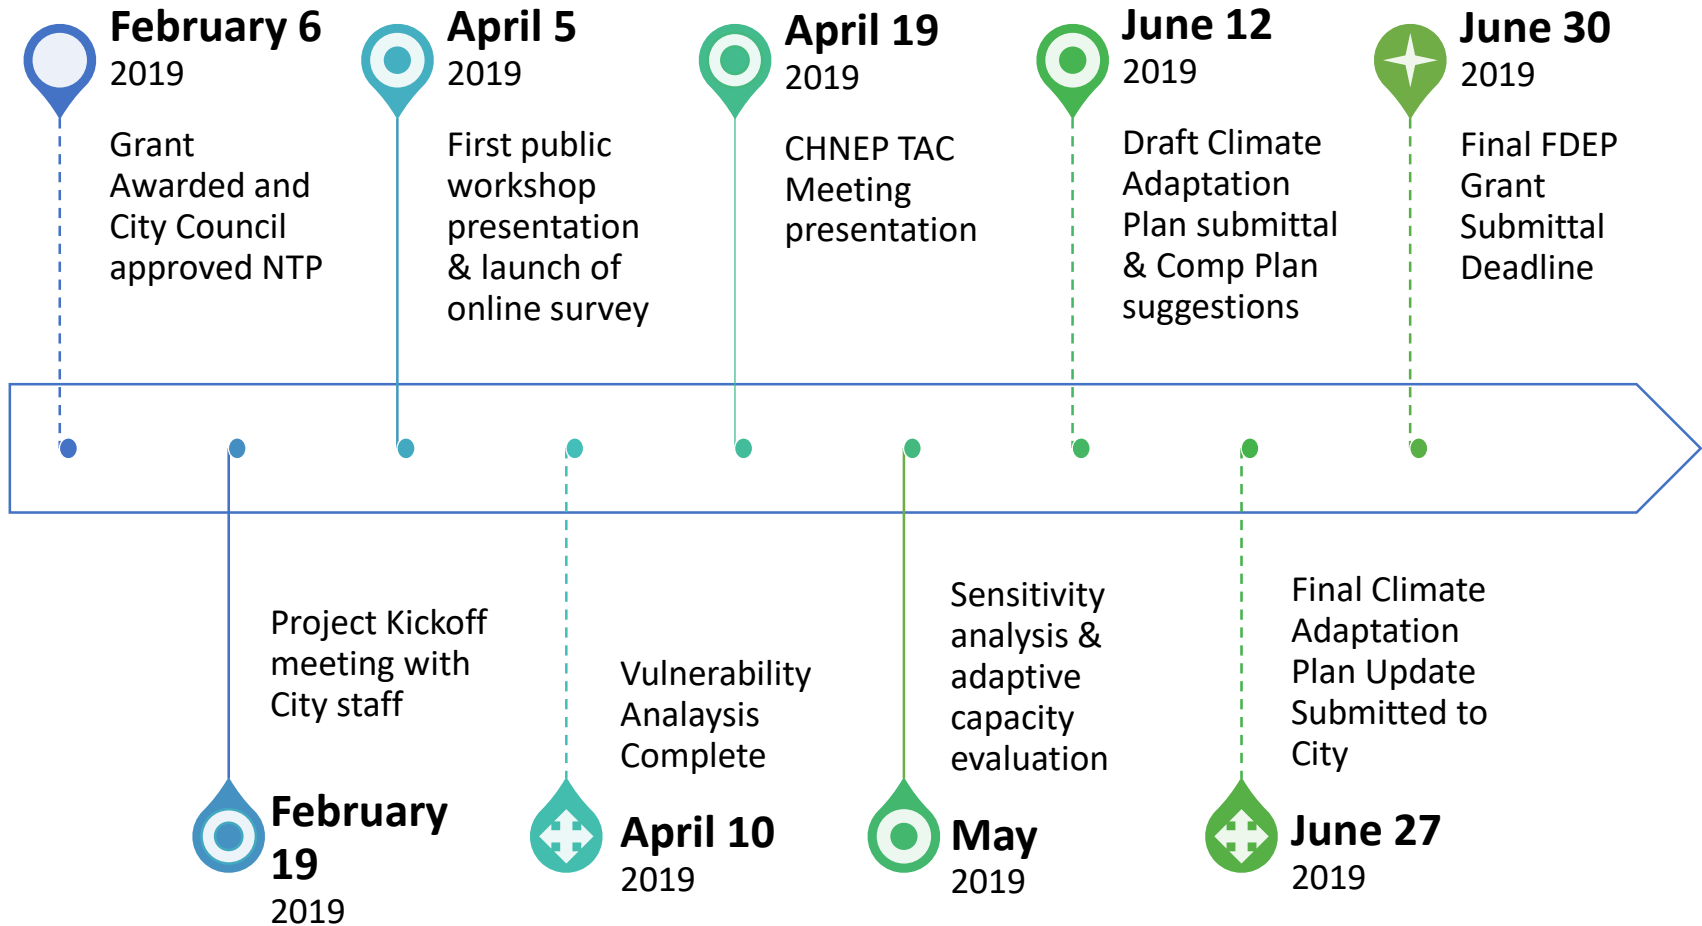 February 6
2019
Grant
Awarded and
City Council
approved NTP
April 5
2019
First public
workshop
presentation
& launch of
online survey
April 19
2019
CHNEP TAC
Meeting
presentation
June 12
2019
Draft Climate
Adaptation
Plan submittal
& Comp Plan
suggestions
June 30
2019
Final FDEP
Grant
Submittal
Deadline
Project Kickoff
meeting with
City staff
February
19
2019
Vulnerability
Analaysis
Complete
April 10
2019
Sensitivity
analysis &
adaptive
capacity
evaluation
May
2019
Final Climate
Adaptation
Plan Update
Submitted to
City
June 27
2019